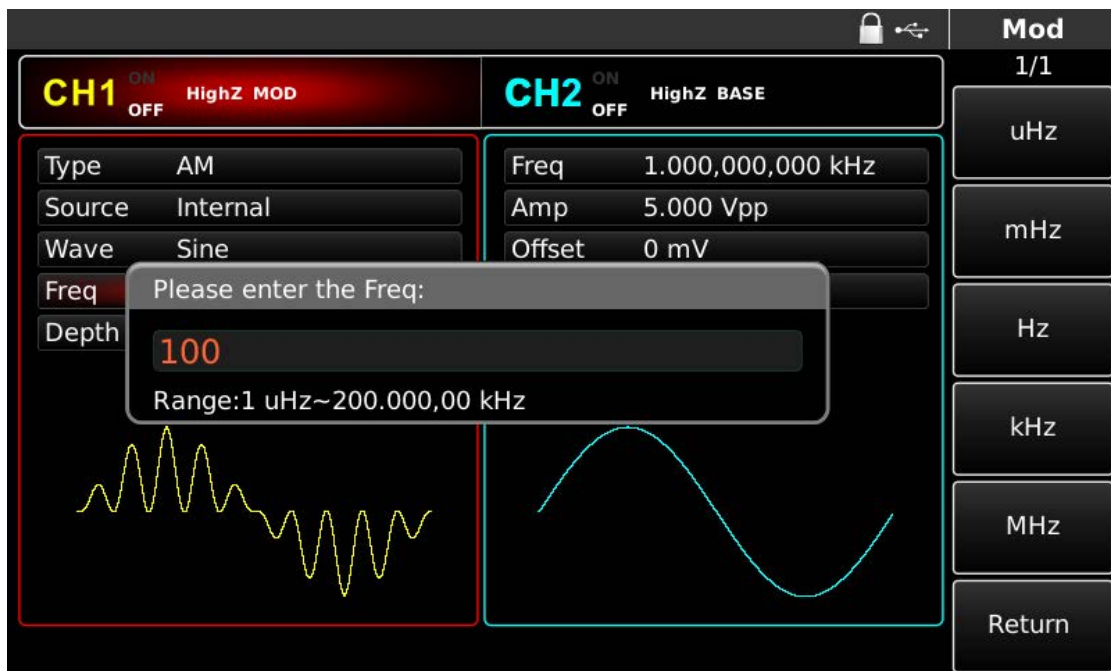 Mod
1/1
CH1 ON OFF HighZ MOD
CH2 ON OFF HighZ BASE
Type AM
Source Internal
Wave Sine
Freq
Depth
Freq 1.000,000,000 kHz
Amp 5.000 Vpp
Offset 0 mV
Please enter the Freq:
100
Range:1 uHz~200.000,00 kHz
uHz
mHz
Hz
kHz
MHz
Return